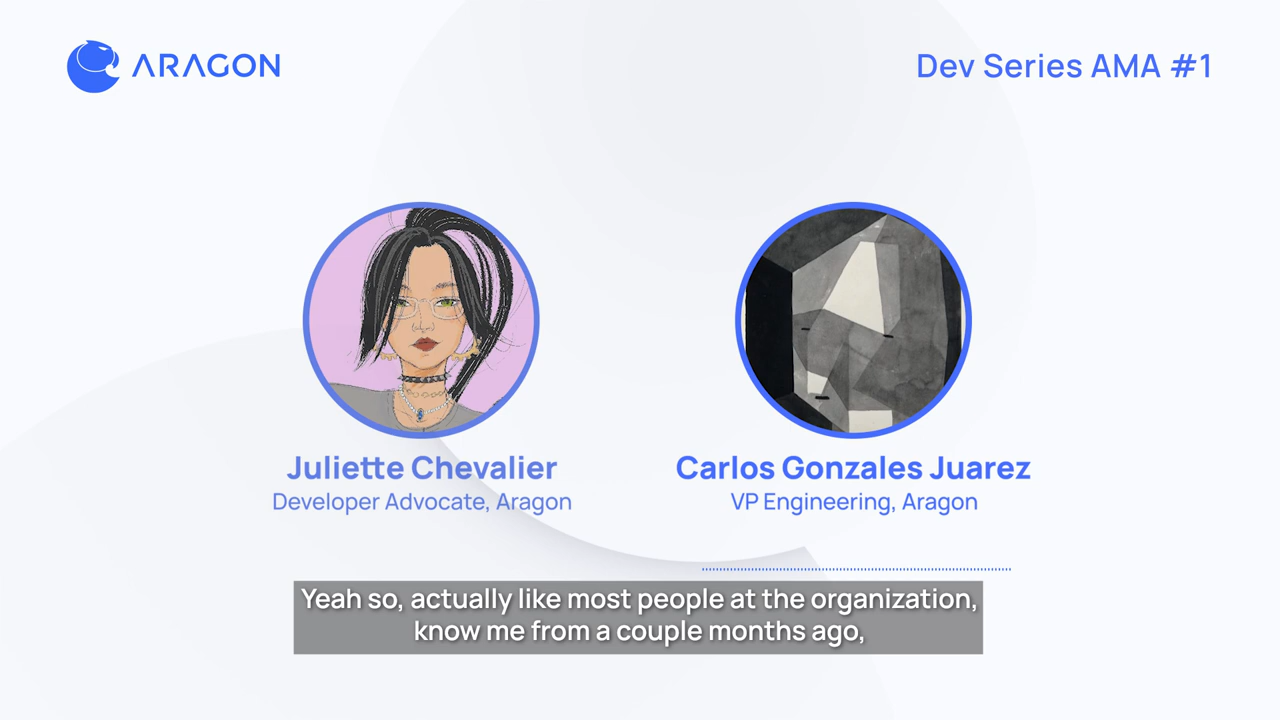 ARAGON
Dev Series AMA #1
Juliette Chevalier
Developer Advocate, Aragon
Carlos Gonzales Juarez
VP Engineering, Aragon
Yeah so, actually like most people at the organization,
know me from a couple months ago,